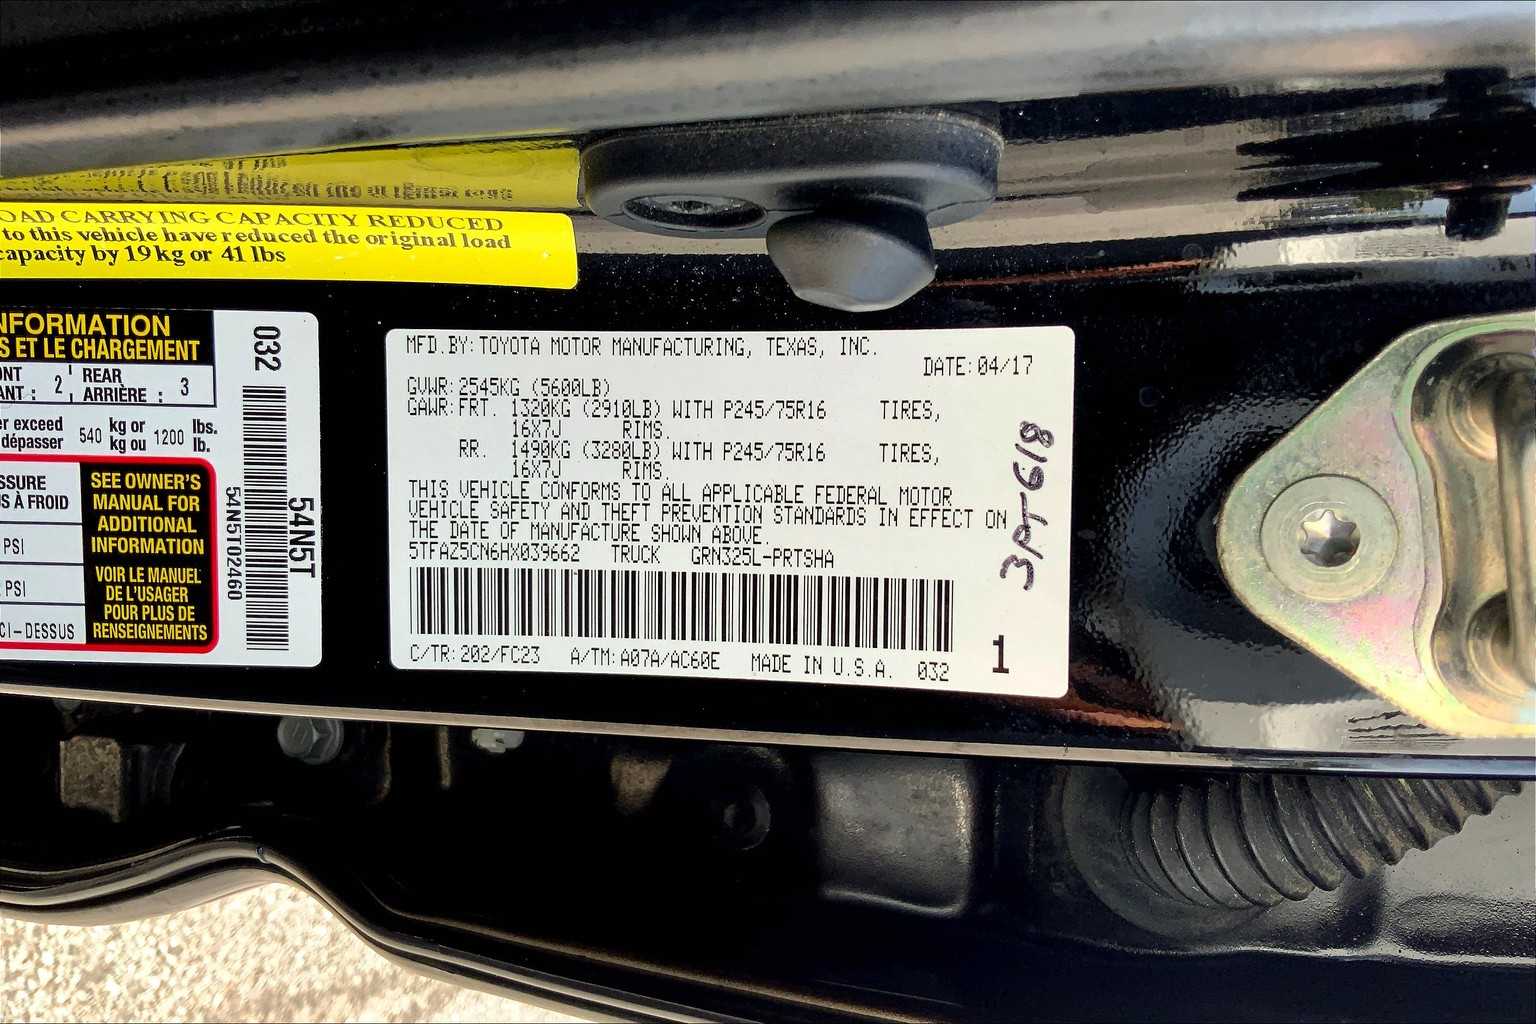 OAD CARRYING CAPACITY REDUCED
to this vehicle have reduced the original load
capacity by 19 kg or 41 lbs
NFORMATION
S ET LE CHARGEMENT
ONT 2 REAR 3
ANT : ARRIÈRE :
er exceed 540 kg or 1200 lbs.
dépasser kg ou lb.
SSURE
S À FROID
PSI
PSI
CI-DESSUS
SEE OWNER'S
MANUAL FOR
ADDITIONAL
INFORMATION
VOIR LE MANUEL
DE L'USAGER
POUR PLUS DE
RENSEIGNEMENTS
032
54N5T02460
54N5T
MFD.BY: TOYOTA MOTOR MANUFACTURING, TEXAS, INC.
DATE: 04/17
GVWR: 2545KG (5600LB)
GAWR: FRT. 1320KG (2910LB) WITH P245/75R16 TIRES,
16X7J RIMS.
RR. 1490KG (3280LB) WITH P245/75R16 TIRES,
16X7J RIMS.
THIS VEHICLE CONFORMS TO ALL APPLICABLE FEDERAL MOTOR
VEHICLE SAFETY AND THEFT PREVENTION STANDARDS IN EFFECT ON
THE DATE OF MANUFACTURE SHOWN ABOVE.
5TFAZ5CN6HX039662 TRUCK GRN325L-PRTSHA
C/TR: 202/FC23 A/TM: A07A/AC60E MADE IN U.S.A. 032
1